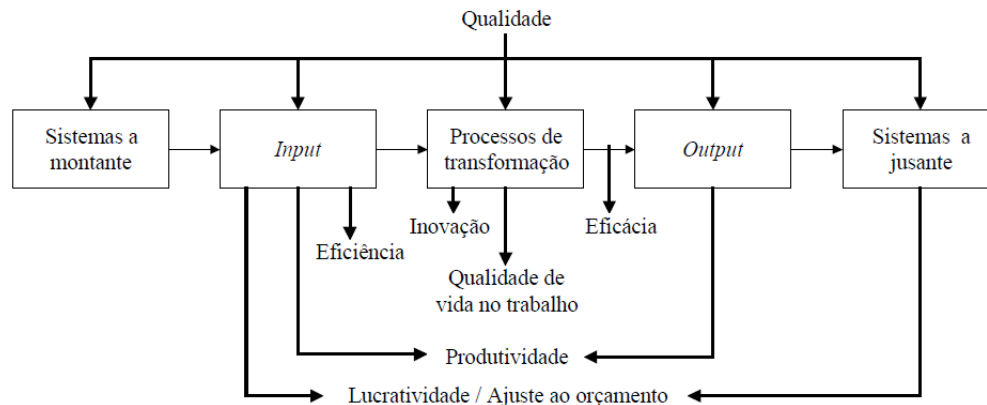 Qualidade
Sistemas a
montante
Input
Processos de
transformação
Output
Sistemas a
jusante
Inovação
Eficácia
Eficiência
Qualidade de
vida no trabalho
Produtividade
Lucratividade / Ajuste ao orçamento